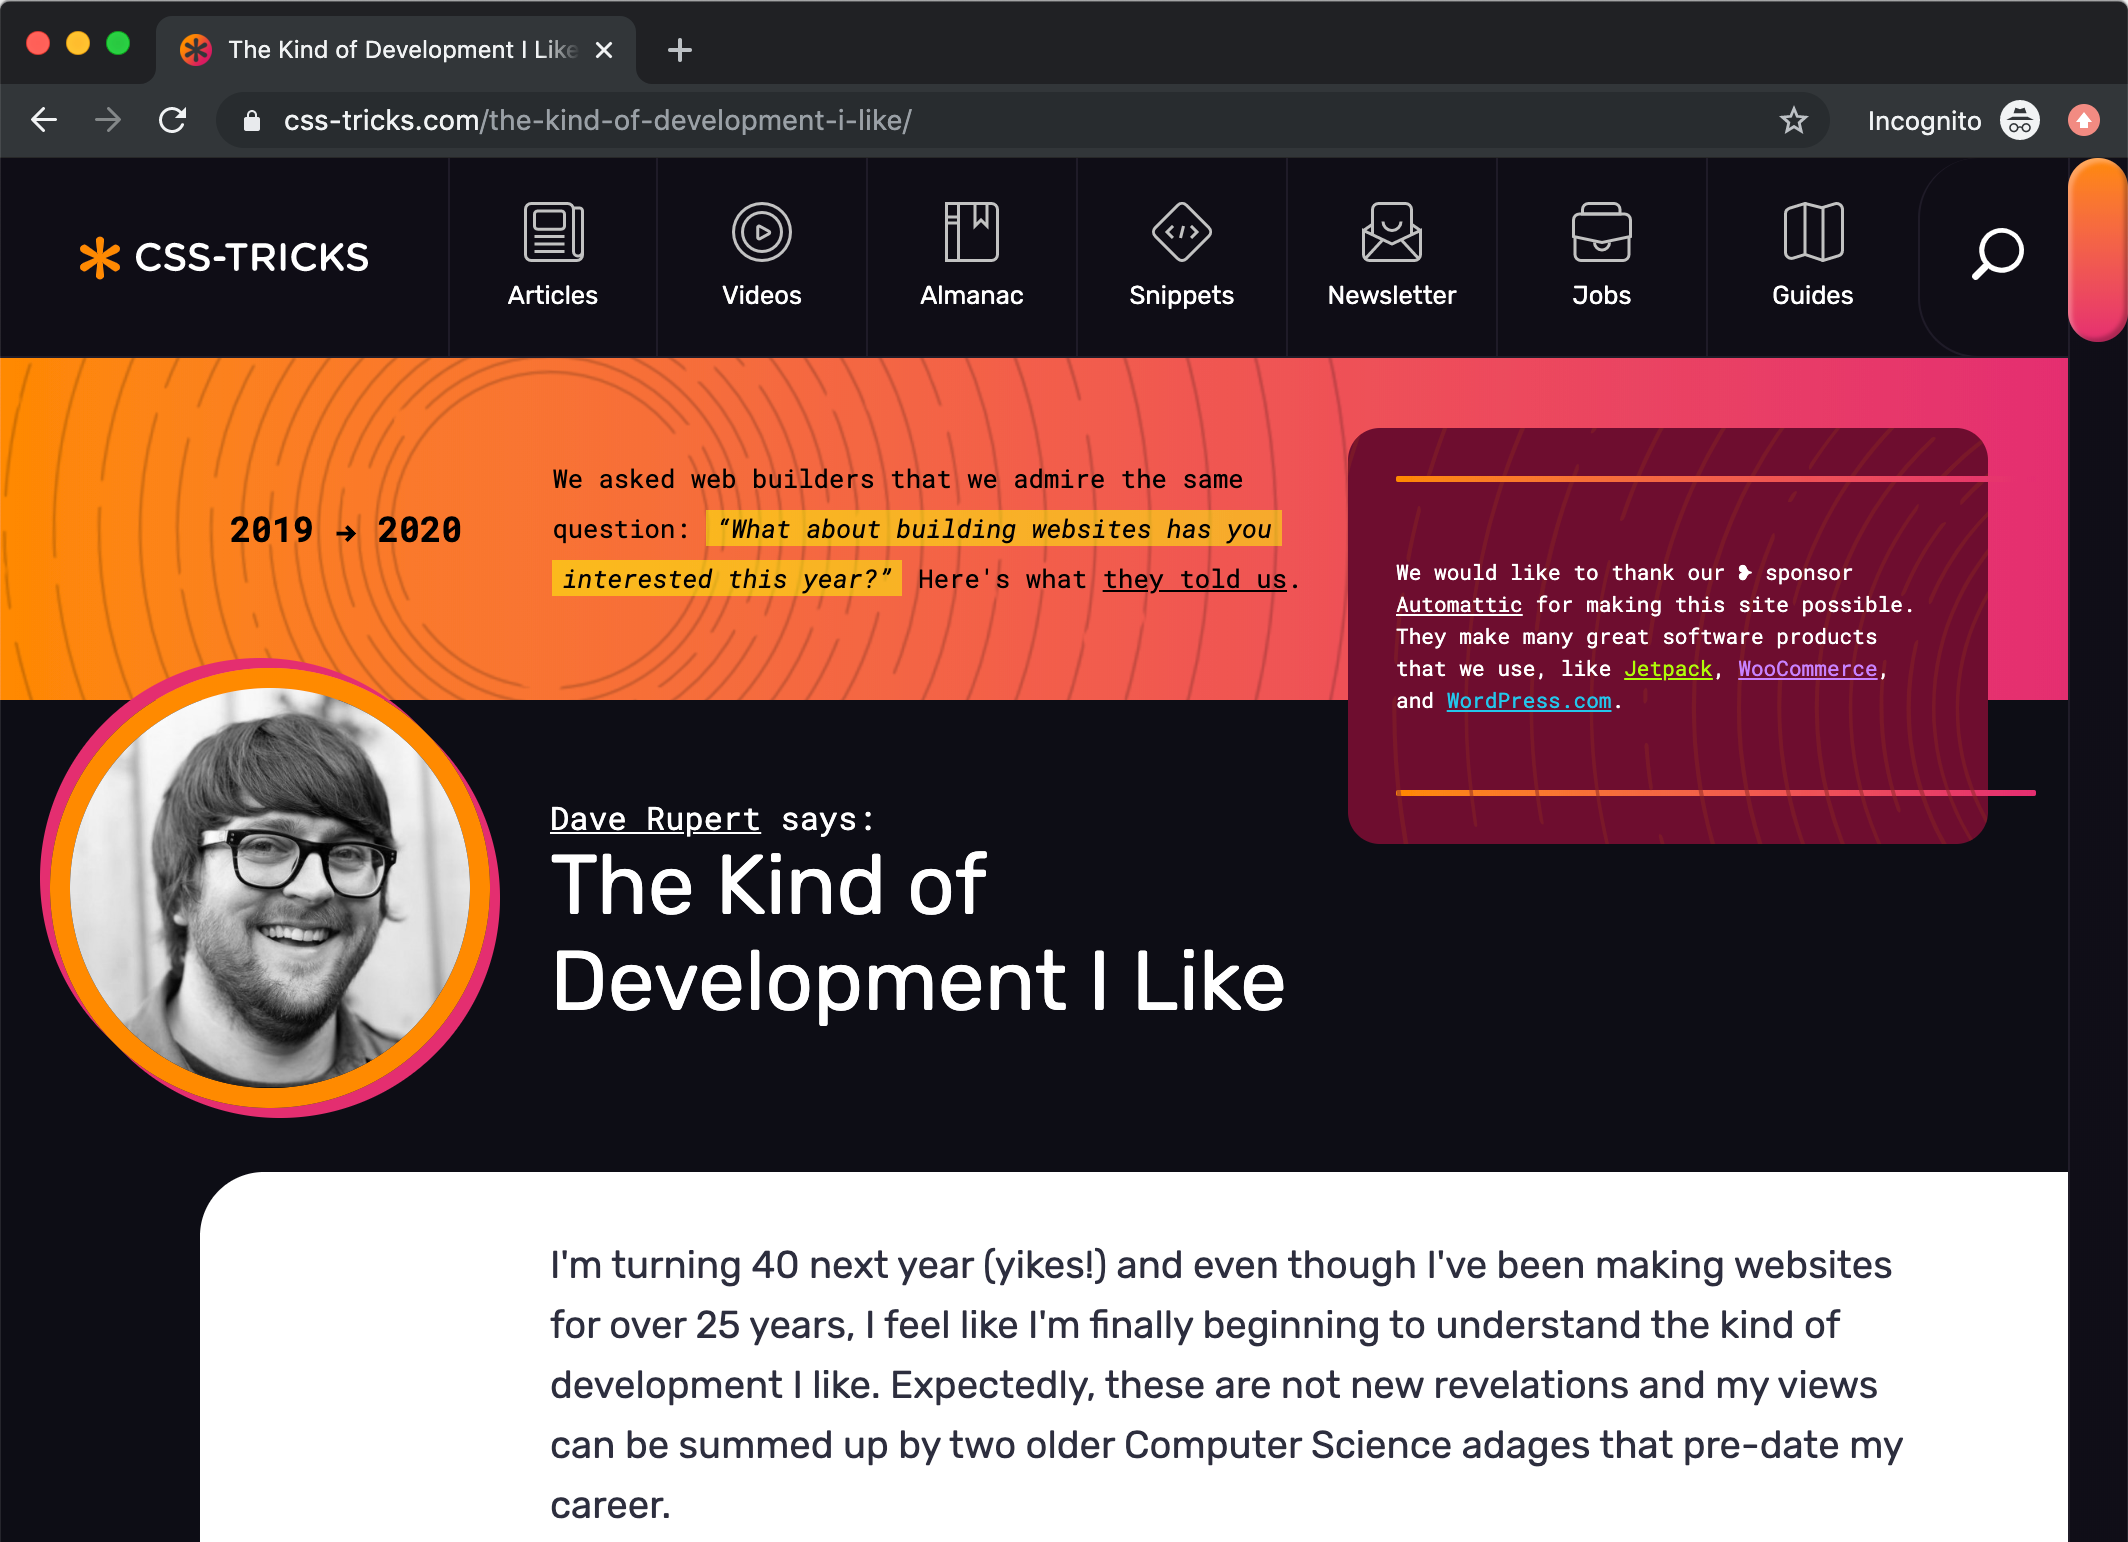 The Kind of Development I Like
css-tricks.com/the-kind-of-development-i-like/
Incognito
CSS-TRICKS
Articles
Videos
Almanac
Snippets
Newsletter
Jobs
Guides
2019 → 2020
We asked web builders that we admire the same
question: “What about building websites has you
interested this year?” Here's what they told us.
We would like to thank our ❥ sponsor
Automattic for making this site possible.
They make many great software products
that we use, like Jetpack, WooCommerce,
and WordPress.com.
Dave Rupert says:
The Kind of
Development I Like
I'm turning 40 next year (yikes!) and even though I've been making websites
for over 25 years, I feel like I'm finally beginning to understand the kind of
development I like. Expectedly, these are not new revelations and my views
can be summed up by two older Computer Science adages that pre-date my
career.